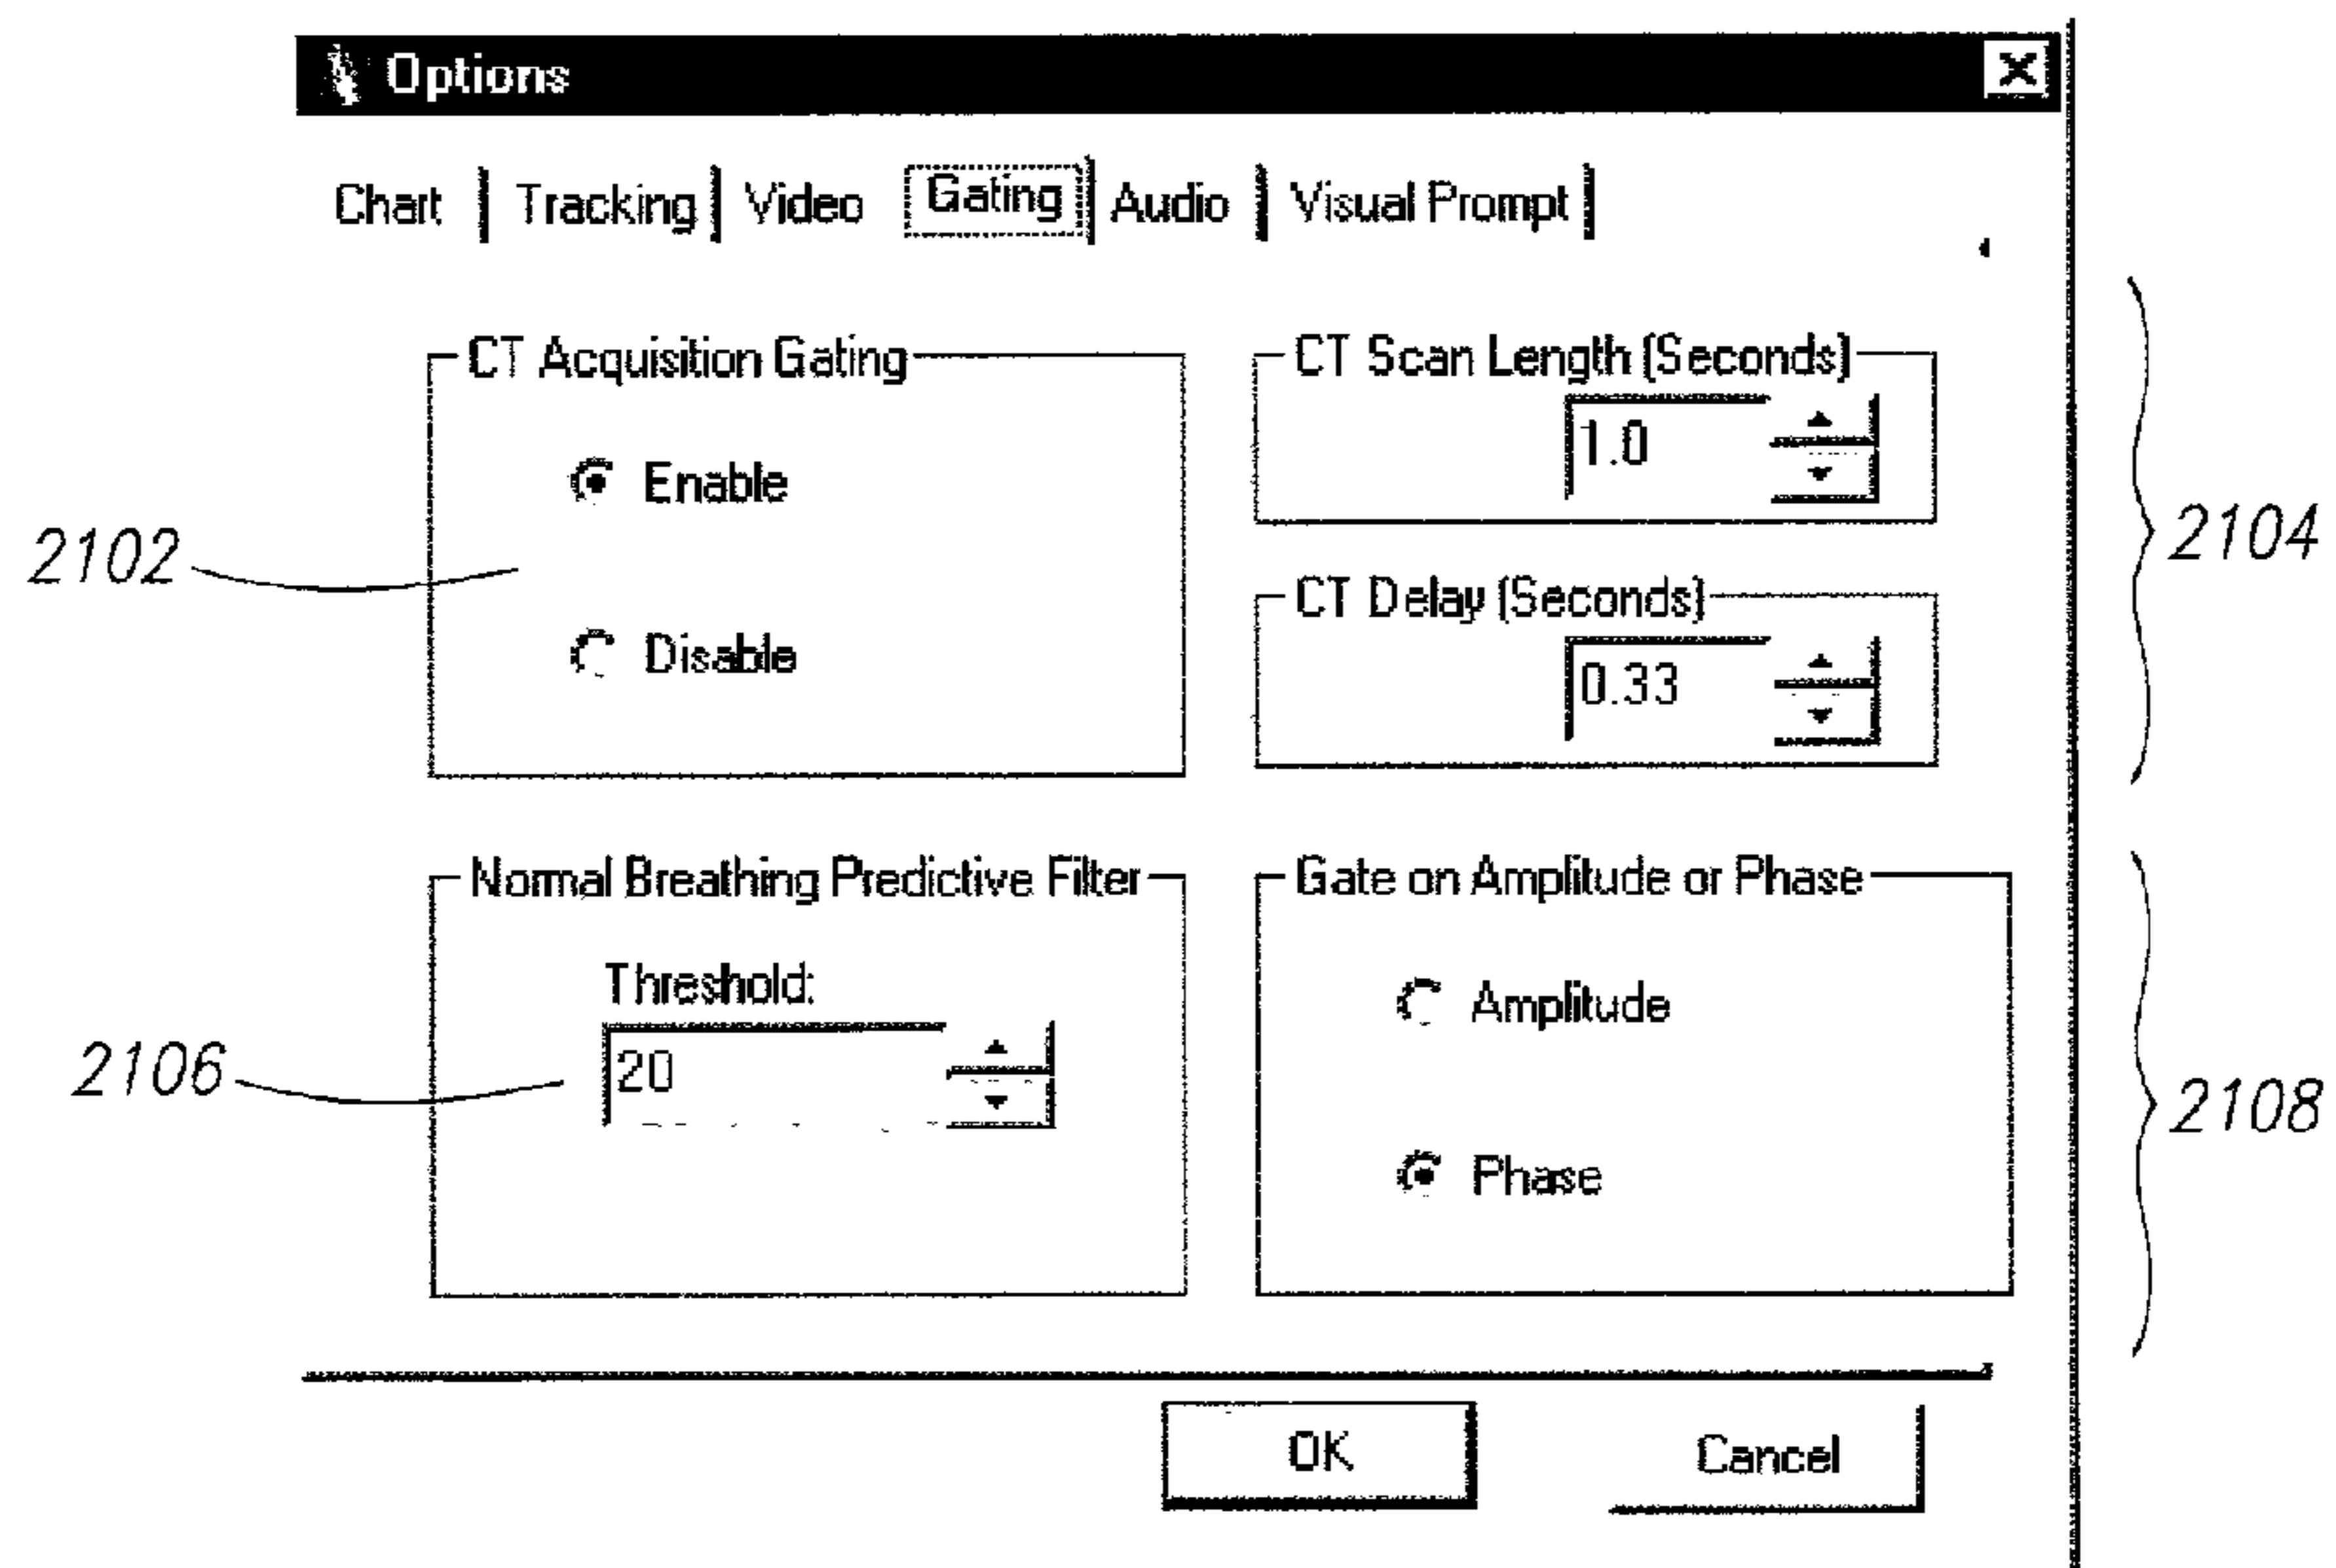 Options
Chart Tracking Video Gating Audio Visual Prompt
CT Acquisition Gating
Enable
Disable
2102
CT Scan Length (Seconds)
1.0
CT Delay (Seconds)
0.33
2104
Normal Breathing Predictive Filter
Threshold:
20
2106
Gate on Amplitude or Phase
Amplitude
Phase
2108
OK Cancel